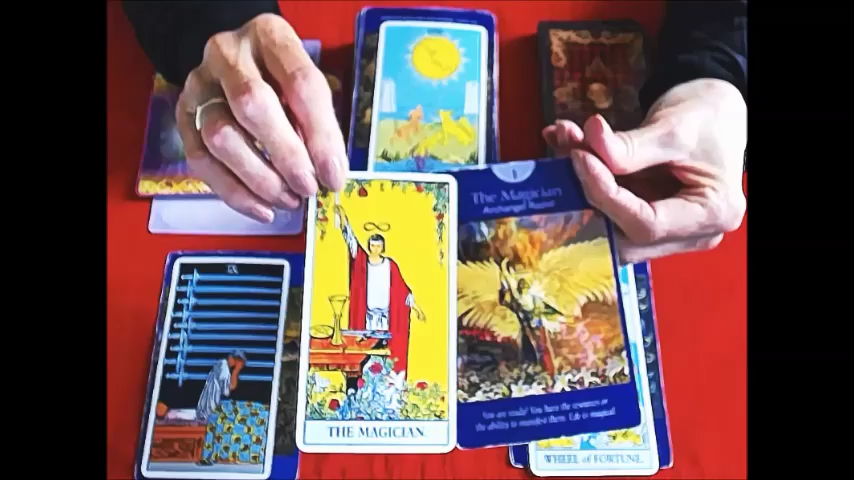 I
The Magician
Archangel Raziel
IX
THE MAGICIAN.
You are ready! You have the resources or
the ability to manifest them. Life is magical
WHEEL of FORTUNE.